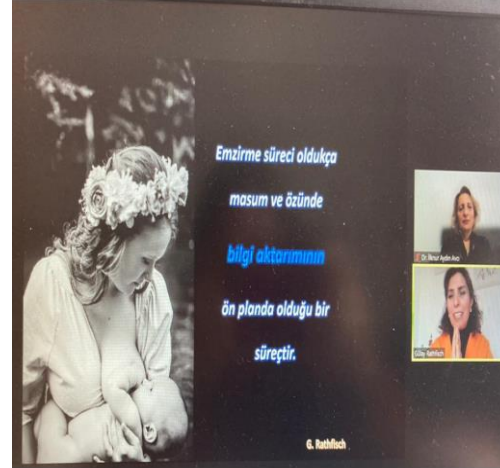 Emzirme süreci oldukça
masum ve özünde
bilgi aktarımının
ön planda olduğu bir
süreçtir.
G. Rathfisch
Gülay Rathfisch